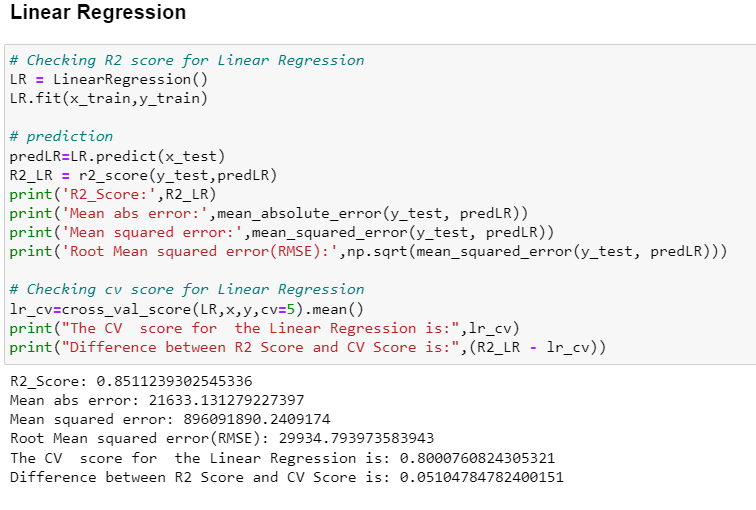 Linear Regression
# Checking R2 score for Linear Regression
LR = LinearRegression()
LR.fit(x_train,y_train)
# prediction
predLR=LR.predict(x_test)
R2_LR = r2_score(y_test,predLR)
print('R2_Score:',R2_LR)
print('Mean abs error:',mean_absolute_error(y_test, predLR))
print('Mean squared error:',mean_squared_error(y_test, predLR))
print('Root Mean squared error(RMSE):',np.sqrt(mean_squared_error(y_test, predLR)))
# Checking cv score for Linear Regression
lr_cv=cross_val_score(LR,x,y,cv=5).mean()
print("The CV  score for  the Linear Regression is:",lr_cv)
print("Difference between R2 Score and CV Score is:",(R2_LR - lr_cv))
R2_Score: 0.8511239302545336
Mean abs error: 21633.131279227397
Mean squared error: 896091890.2409174
Root Mean squared error(RMSE): 29934.793973583943
The CV  score for  the Linear Regression is: 0.8000760824305321
Difference between R2 Score and CV Score is: 0.05104784782400151